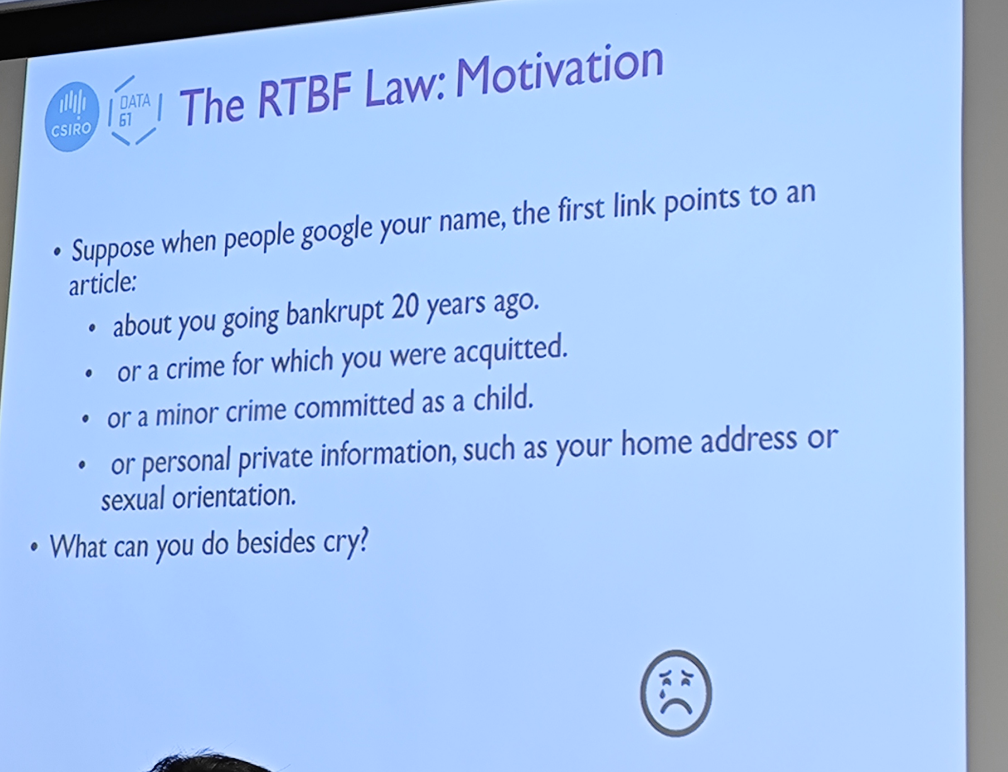 CSIRO
DATA
61
The RTBF Law: Motivation
• Suppose when people google your name, the first link points to an
article:
• about you going bankrupt 20 years ago.
• or a crime for which you were acquitted.
• or a minor crime committed as a child.
• or personal private information, such as your home address or
sexual orientation.
• What can you do besides cry?